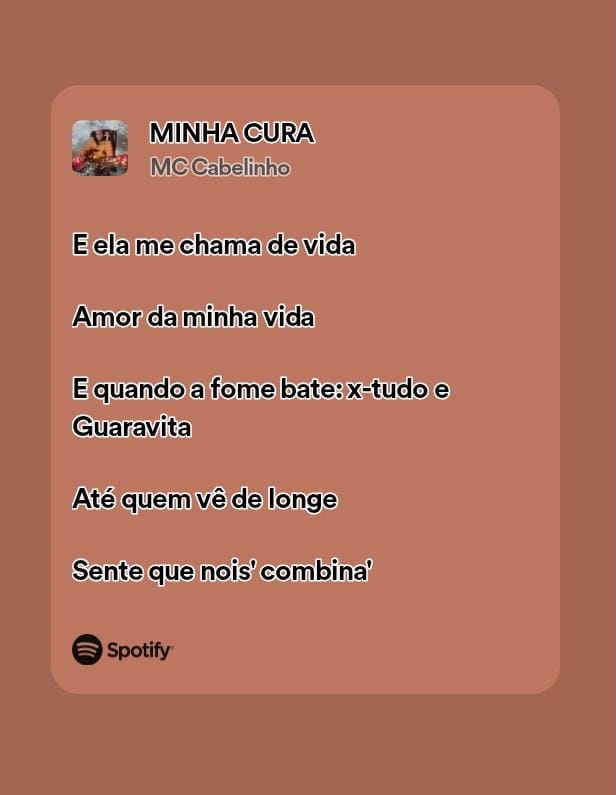 MINHA CURA
MC Cabelinho
E ela me chama de vida
Amor da minha vida
E quando a fome bate: x-tudo e
Guaravita
Até quem vê de longe
Sente que nois' combina'
Spotify